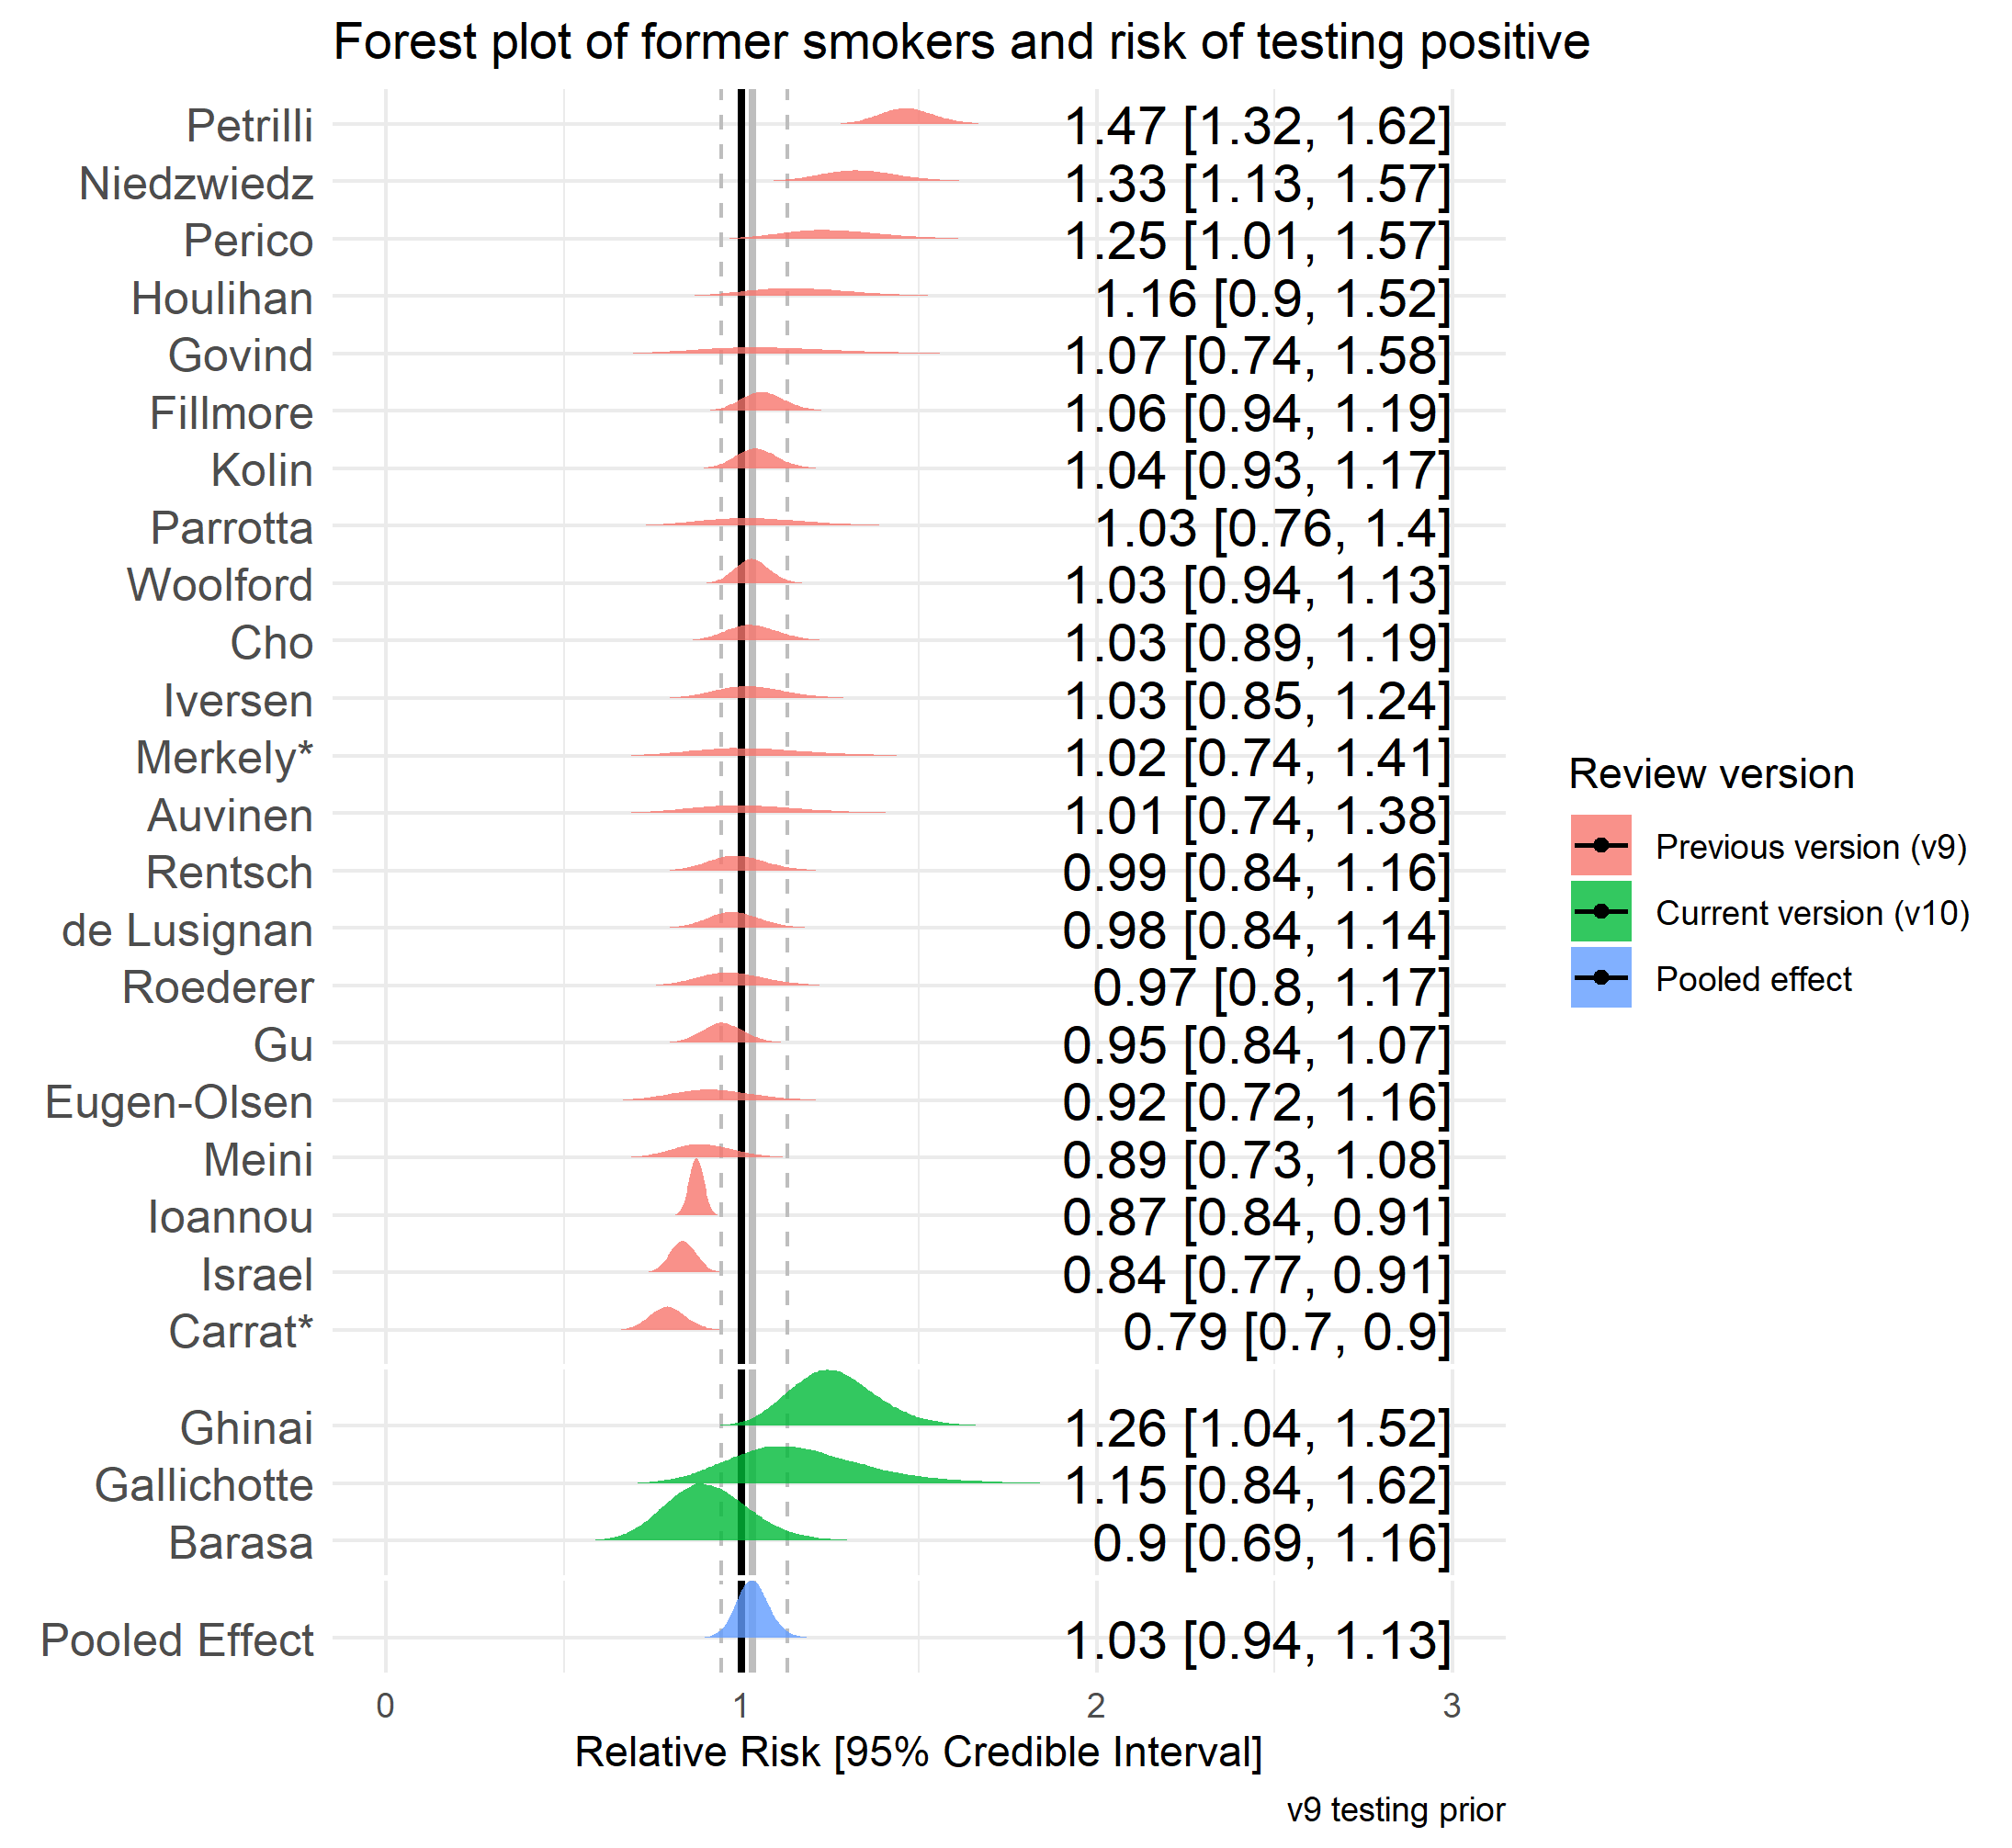 Forest plot of former smokers and risk of testing positive
Petrilli 1.47 [1.32, 1.62]
Niedzwiedz 1.33 [1.13, 1.57]
Perico 1.25 [1.01, 1.57]
Houlihan 1.16 [0.9, 1.52]
Govind 1.07 [0.74, 1.58]
Fillmore 1.06 [0.94, 1.19]
Kolin 1.04 [0.93, 1.17]
Parrotta 1.03 [0.76, 1.4]
Woolford 1.03 [0.94, 1.13]
Cho 1.03 [0.89, 1.19]
Iversen 1.03 [0.85, 1.24]
Merkely* 1.02 [0.74, 1.41]
Auvinen 1.01 [0.74, 1.38]
Rentsch 0.99 [0.84, 1.16]
de Lusignan 0.98 [0.84, 1.14]
Roederer 0.97 [0.8, 1.17]
Gu 0.95 [0.84, 1.07]
Eugen-Olsen 0.92 [0.72, 1.16]
Meini 0.89 [0.73, 1.08]
Ioannou 0.87 [0.84, 0.91]
Israel 0.84 [0.77, 0.91]
Carrat* 0.79 [0.7, 0.9]
Ghinai 1.26 [1.04, 1.52]
Gallichotte 1.15 [0.84, 1.62]
Barasa 0.9 [0.69, 1.16]
Pooled Effect 1.03 [0.94, 1.13]
0 1 2 3
Relative Risk [95% Credible Interval]
v9 testing prior
Review version
Previous version (v9)
Current version (v10)
Pooled effect